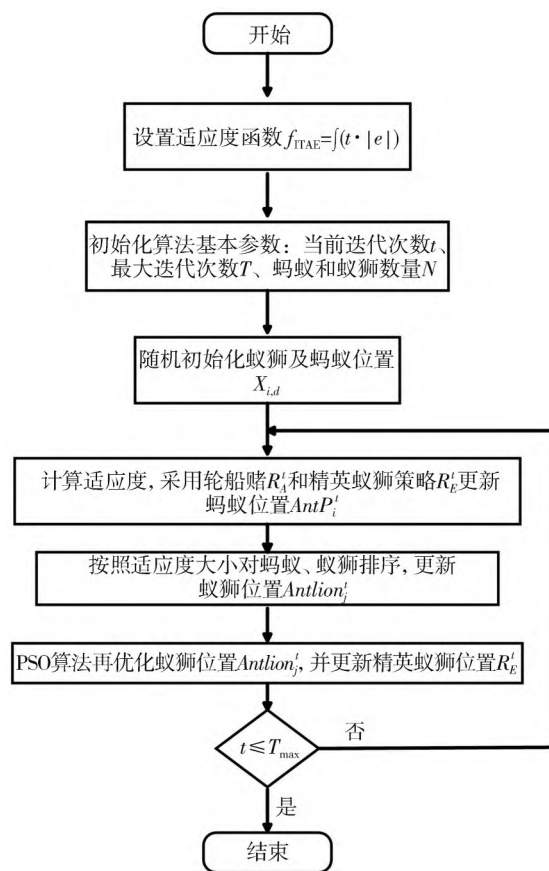 开始
设置适应度函数f_ITAE=∫(t·|e|)
初始化算法基本参数：当前迭代次数t、
最大迭代次数T、蚂蚁和蚁狮数量N
随机初始化蚁狮及蚂蚁位置
X_{i,d}
计算适应度，采用轮船赌R_A^t和精英蚁狮策略R_E^t更新
蚂蚁位置AntP_i^t
按照适应度大小对蚂蚁、蚁狮排序，更新
蚁狮位置Antlion_j^t
PSO算法再优化蚁狮位置Antlion_j^t，并更新精英蚁狮位置R_E^t
t≤T_max
否
是
结束